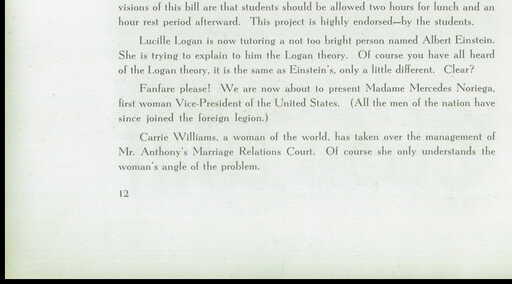 visions of this bill are that students should be allowed two hours for lunch and an
hour rest period afterward. This project is highly endorsed—by the students.
Lucille Logan is now tutoring a not too bright person named Albert Einstein.
She is trying to explain to him the Logan theory. Of course you have all heard
of the Logan theory, it is the same as Einstein's, only a little different. Clear?
Fanfare please! We are now about to present Madame Mercedes Noriega,
first woman Vice-President of the United States. (All the men of the nation have
since joined the foreign legion.)
Carrie Williams, a woman of the world, has taken over the management of
Mr. Anthony's Marriage Relations Court. Of course she only understands the
woman's angle of the problem.
12